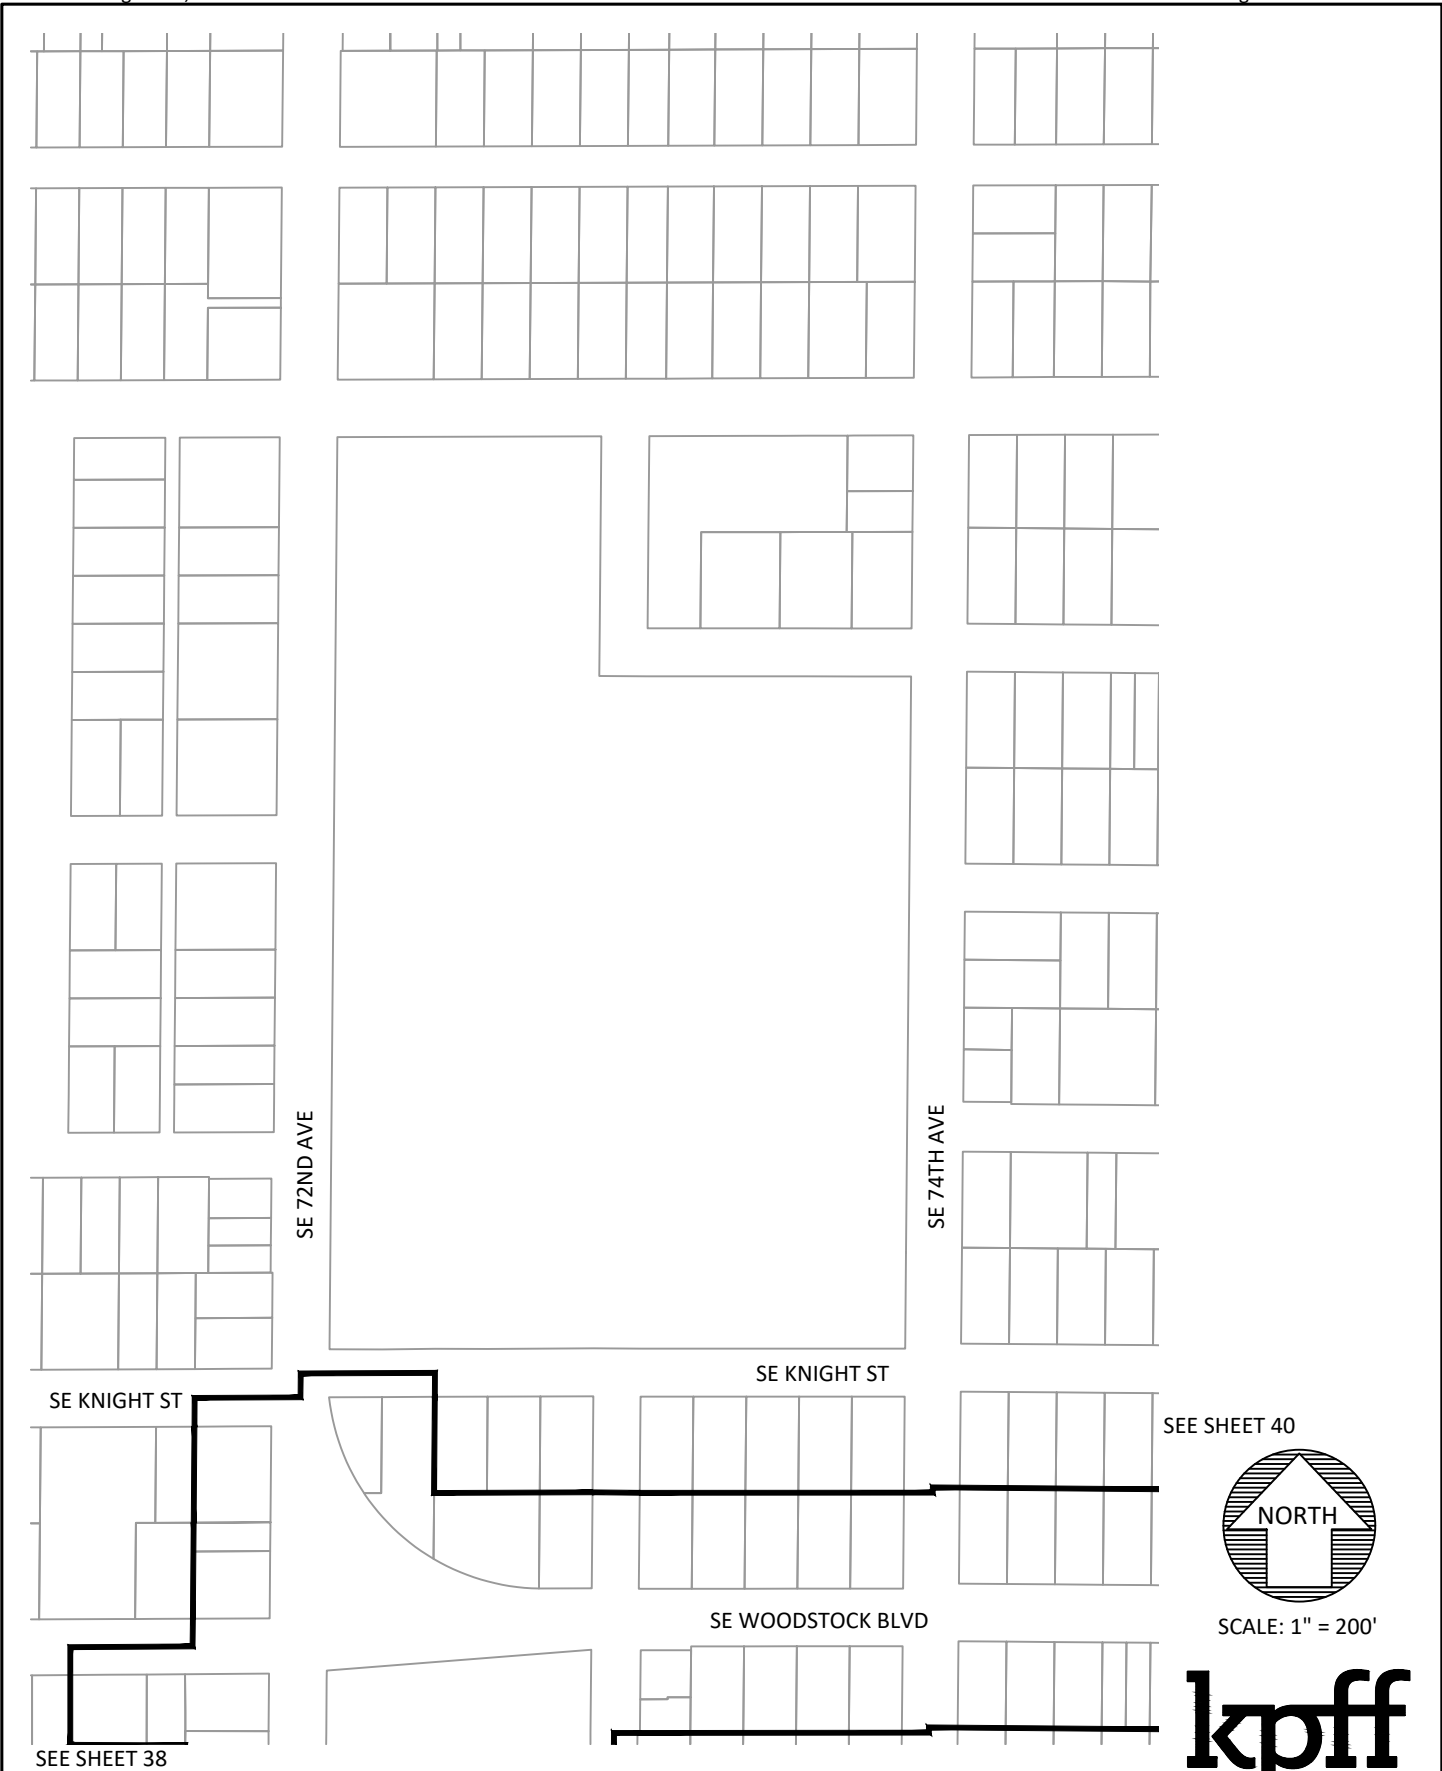 SE 72ND AVE
SE 74TH AVE
SE KNIGHT ST
SE KNIGHT ST
SEE SHEET 40
NORTH
SE WOODSTOCK BLVD
SCALE: 1" = 200'
kpff
SEE SHEET 38